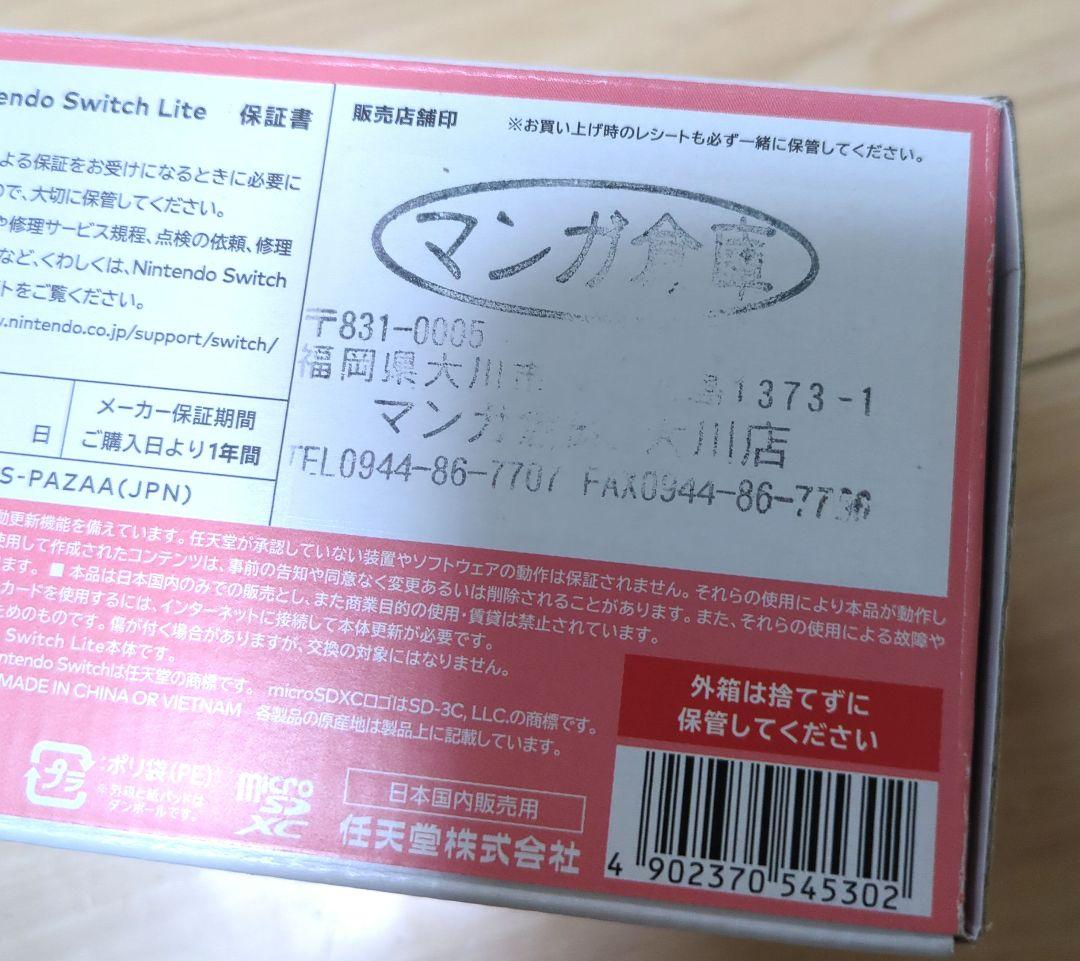 endo Switch Lite 保証書
よる保証をお受けになるときに必要に
ので、大切に保管してください。
や修理サービス規程、点検の依頼、修理
など、くわしくは、Nintendo Switch
トをご覧ください。
.nintendo.co.jp/support/switch/
日
メーカー保証期間
ご購入日より1年間
S-PAZAA(JPN)
販売店舗印
※お買い上げ時のレシートも必ず一緒に保管してください。
マンガ倉庫
〒831-0005
福岡県大川市 1373-1
マンガ 大川店
TEL0944-86-7707 FAX0944-86-77
動更新機能を備えています。任天堂が承認していない装置やソフトウェアの動作は保証されません。それらの使用により本品が動作し
使用して作成されたコンテンツは、事前の告知や同意なく変更あるいは削除されることがあります。また、それらの使用による故障や
ます。■ 本品は日本国内のみでの販売とし、また商業目的の使用・賃貸は禁止されています。
カードを使用するには、インターネットに接続して本体更新が必要です。
ためのものです。傷が付く場合がありますが、交換の対象にはなりません。
Switch Lite本体です。
ntendo Switchは任天堂の商標です。 microSDXCロゴはSD-3C, LLC.の商標です。
MADE IN CHINA OR VIETNAM 各製品の原産地は製品上に記載しています。
プラ
:ポリ袋(PE)
※外箱と紙パッドは
ダンボールです。
micro
SD
XC
日本国内販売用
任天堂株式会社
外箱は捨てずに
保管してください
4 902370 545302